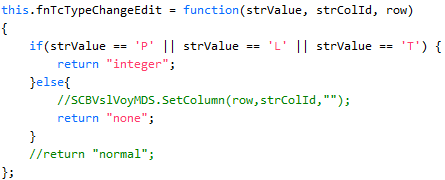 this.fnTcTypeChangeEdit = function(strValue, strColId, row)
{
    if(strValue == 'P' || strValue == 'L' || strValue == 'T') {
        return "integer";
    }else{
        //SCBVslVoyMDS.SetColumn(row,strColId,"");
        return "none";
    }
    //return "normal";
};